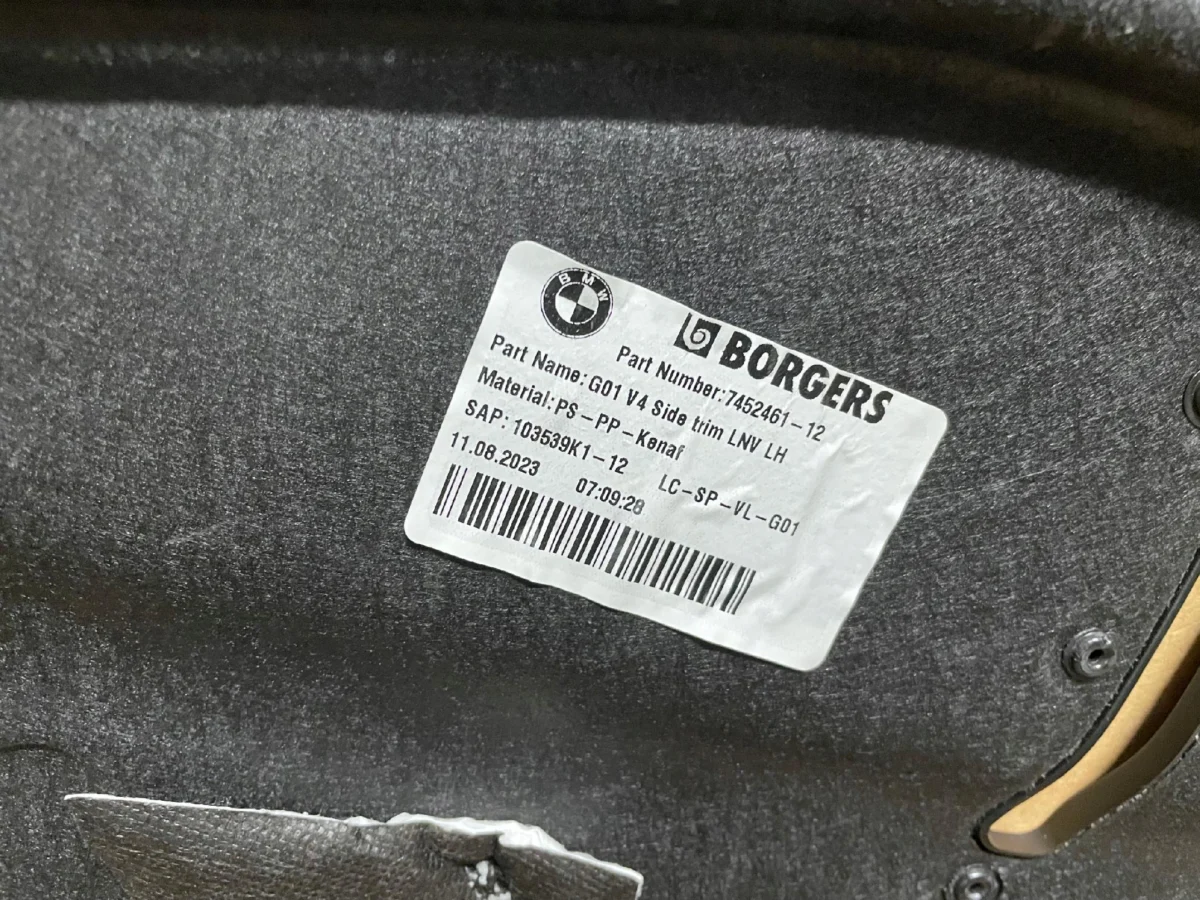 BMW
BORGERS
Part Number:7452461-12
Part Name:G01 V4 Side trim LNV LH
Material:PS-PP-Kenaf
SAP: 103539K1-12 LC-SP-VL-G01
11.08.2023 07:09:28